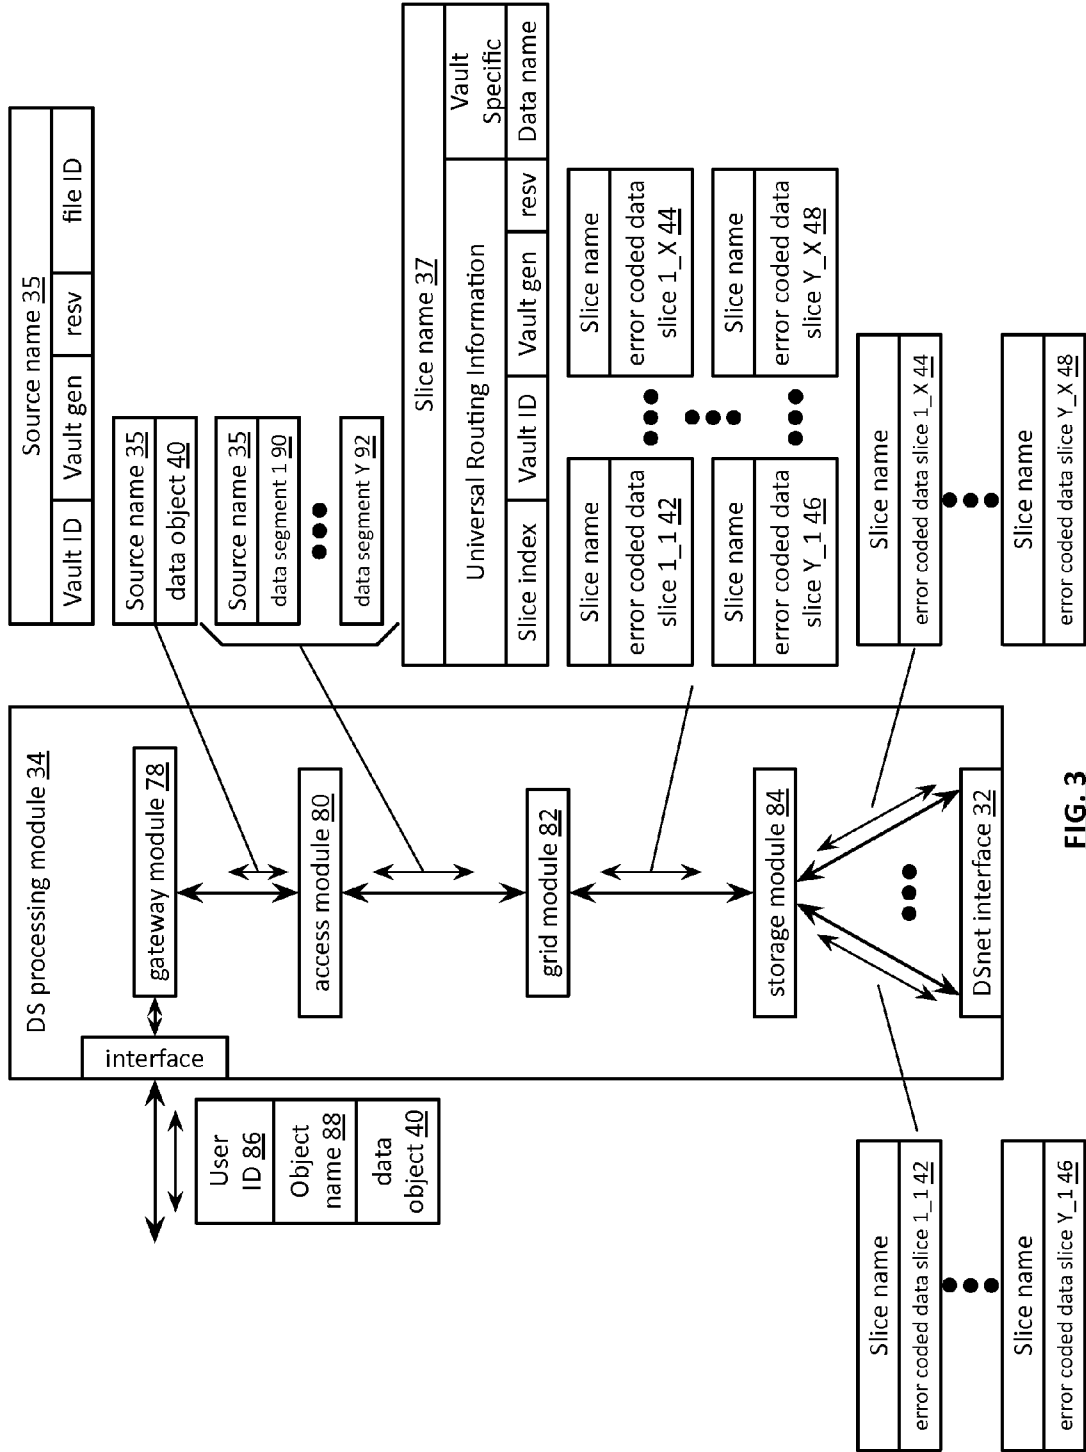 DS processing module 34
interface
gateway module 78
access module 80
grid module 82
storage module 84
DSnet interface 32
User
ID 86
Object
name 88
data
object 40
Source name 35
Vault ID
Vault gen
resv
file ID
Source name 35
data object 40
Source name 35
data segment 1 90
data segment Y 92
Slice name 37
Universal Routing Information
Vault
Specific
Slice index
Vault ID
Vault gen
resv
Data name
Slice name
error coded data
slice 1_1 42
Slice name
error coded data
slice 1_X 44
Slice name
error coded data
slice Y_1 46
Slice name
error coded data
slice Y_X 48
Slice name
error coded data slice 1_1 42
Slice name
error coded data slice Y_1 46
Slice name
error coded data slice 1_X 44
Slice name
error coded data slice Y_X 48
FIG. 3